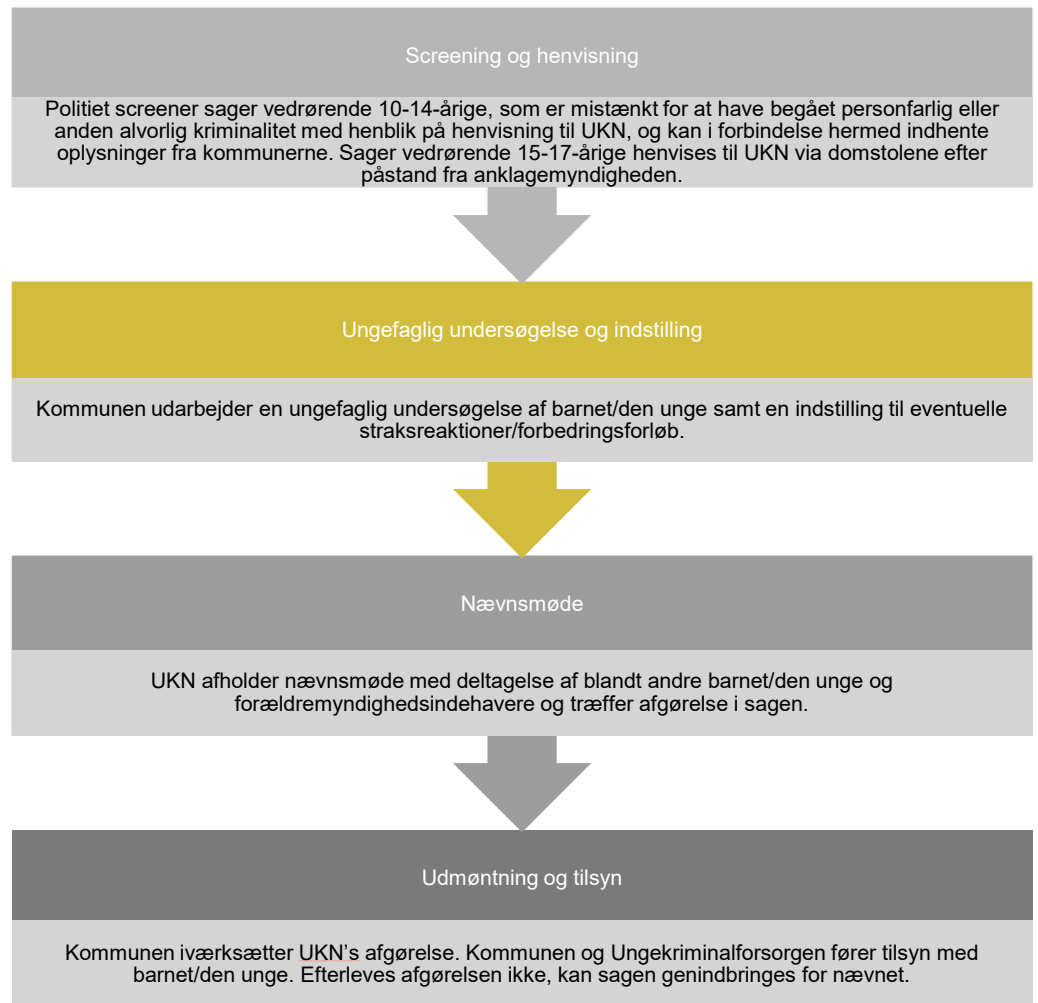 Screening og henvisning
Politiet screener sager vedrørende 10-14-årige, som er mistænkt for at have begået personfarlig eller
anden alvorlig kriminalitet med henblik på henvisning til UKN, og kan i forbindelse hermed indhente
oplysninger fra kommunerne. Sager vedrørende 15-17-årige henvises til UKN via domstolene efter
påstand fra anklagemyndigheden.
Ungefaglig undersøgelse og indstilling
Kommunen udarbejder en ungefaglig undersøgelse af barnet/den unge samt en indstilling til eventuelle
straksreaktioner/forbedringsforløb.
Nævnsmøde
UKN afholder nævnsmøde med deltagelse af blandt andre barnet/den unge og
forældremyndighedsindehavere og træffer afgørelse i sagen.
Udmøntning og tilsyn
Kommunen iværksætter UKN's afgørelse. Kommunen og Ungekriminalforsorgen fører tilsyn med
barnet/den unge. Efterleves afgørelsen ikke, kan sagen genindbringes for nævnet.